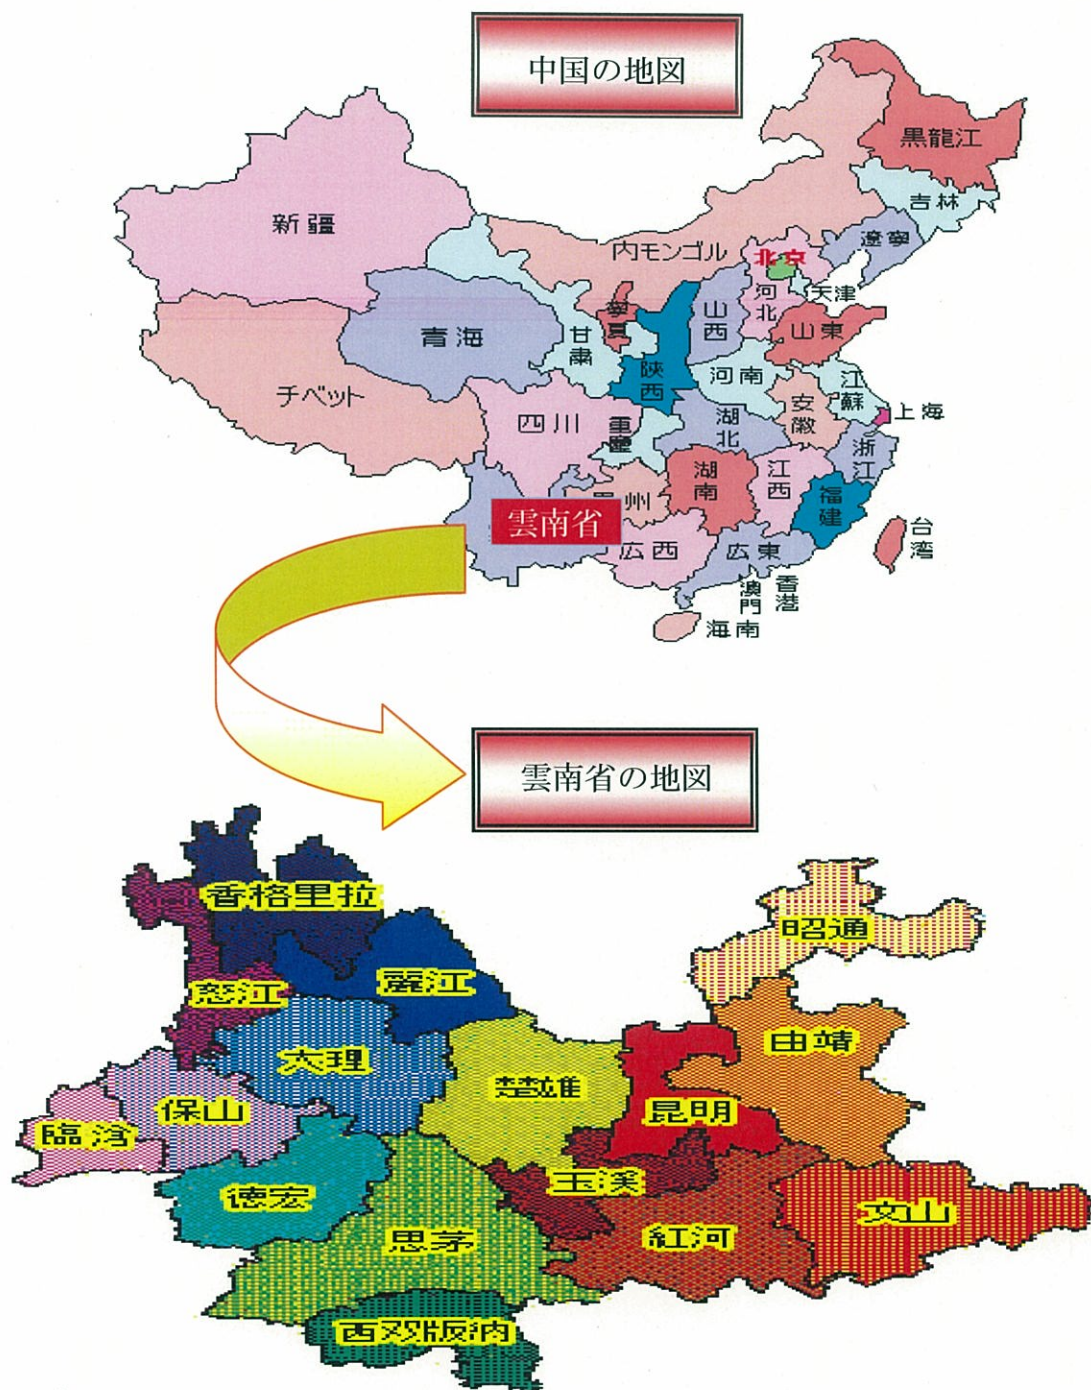 中国の地図
黒龍江
吉林
遼寧
新疆
内モンゴル
北京
天津
河北
山西
山東
寧夏
青海
甘粛
陝西
河南
江蘇
チベット
安徽
上海
四川
重慶
湖北
浙江
湖南
江西
福建
州
雲南省
広西
広東
台湾
香港
澳門
海南
雲南省の地図
香格里拉
昭通
怒江
麗江
大理
楚雄
由靖
保山
昆明
臨沧
徳宏
玉溪
文山
思茅
紅河
西双版納